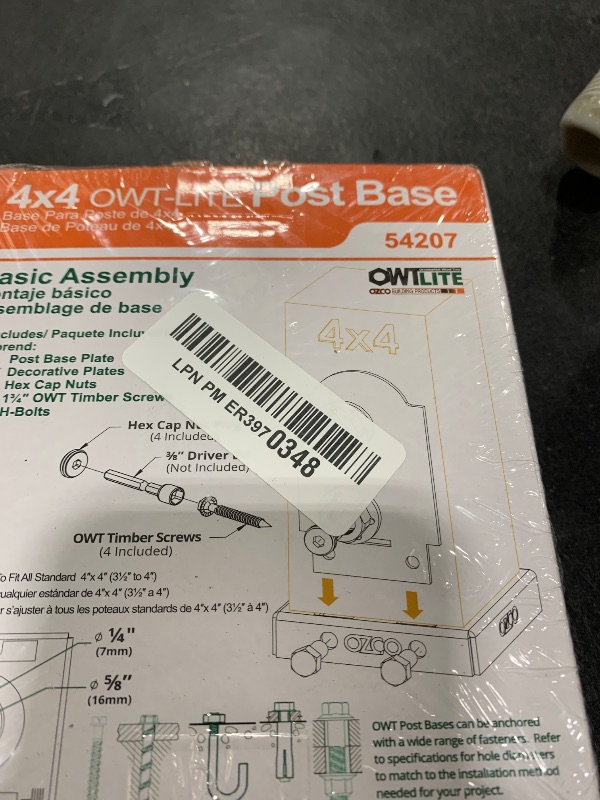 4x4 OWT-LITE Post Base
Base Para Poste de 4x4
Base de Poteau de 4x
54207
asic Assembly
ontaje básico
semblage de base
OWTLITE
OZCO BUILDING PRODUCTS
cludes/ Paquete Inclu
prend:
Post Base Plate
Decorative Plates
Hex Cap Nuts
1¾" OWT Timber Screw
H-Bolts
4x4
LPN PM ER3970348
Hex Cap Nu
(4 Included
⅜" Driver
(Not Included)
OWT Timber Screws
(4 Included)
To Fit All Standard 4"x 4" (3½" to 4")
ualquier estándar de 4"x 4" (3½" a 4")
r s'ajuster à tous les poteaux standards de 4"x 4" (3½" à 4")
OZCO
OZCO
ø ¼"
(7mm)
ø ⅝"
(16mm)
OWT Post Bases can be anchored
with a wide range of fasteners. Refer
to specifications for hole diameters
to match to the installation method
needed for your project.